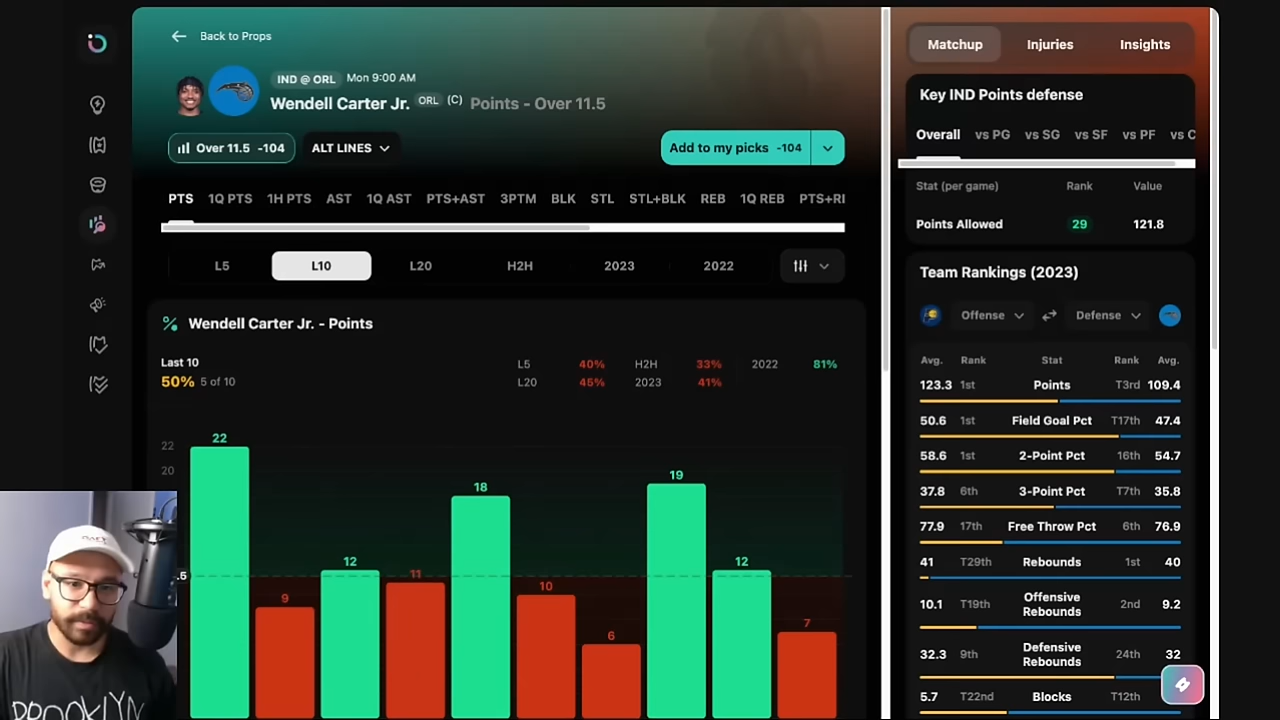 Back to Props
IND @ ORL Mon 9:00 AM
Wendell Carter Jr. ORL (C) Points - Over 11.5
Over 11.5 -104 ALT LINES Add to my picks -104
PTS 1Q PTS 1H PTS AST 1Q AST PTS+AST 3PTM BLK STL STL+BLK REB 1Q REB PTS+RE
L5 L10 L20 H2H 2023 2022
Wendell Carter Jr. - Points
Last 10
50% 5 of 10
L5 40% H2H 33% 2022 81%
L20 45% 2023 41%
22
22
20
19
18
12
12
11
.5
10
9
7
6
Matchup Injuries Insights
Key IND Points defense
Overall vs PG vs SG vs SF vs PF vs C
Stat (per game) Rank Value
Points Allowed 29 121.8
Team Rankings (2023)
Offense Defense
Avg. Rank Stat Rank Avg.
123.3 1st Points T3rd 109.4
50.6 1st Field Goal Pct T17th 47.4
58.6 1st 2-Point Pct 16th 54.7
37.8 6th 3-Point Pct T7th 35.8
77.9 17th Free Throw Pct 6th 76.9
41 T29th Rebounds 1st 40
10.1 T19th Offensive Rebounds 2nd 9.2
32.3 9th Defensive Rebounds 24th 32
5.7 T22nd Blocks T12th
BROOKLYN